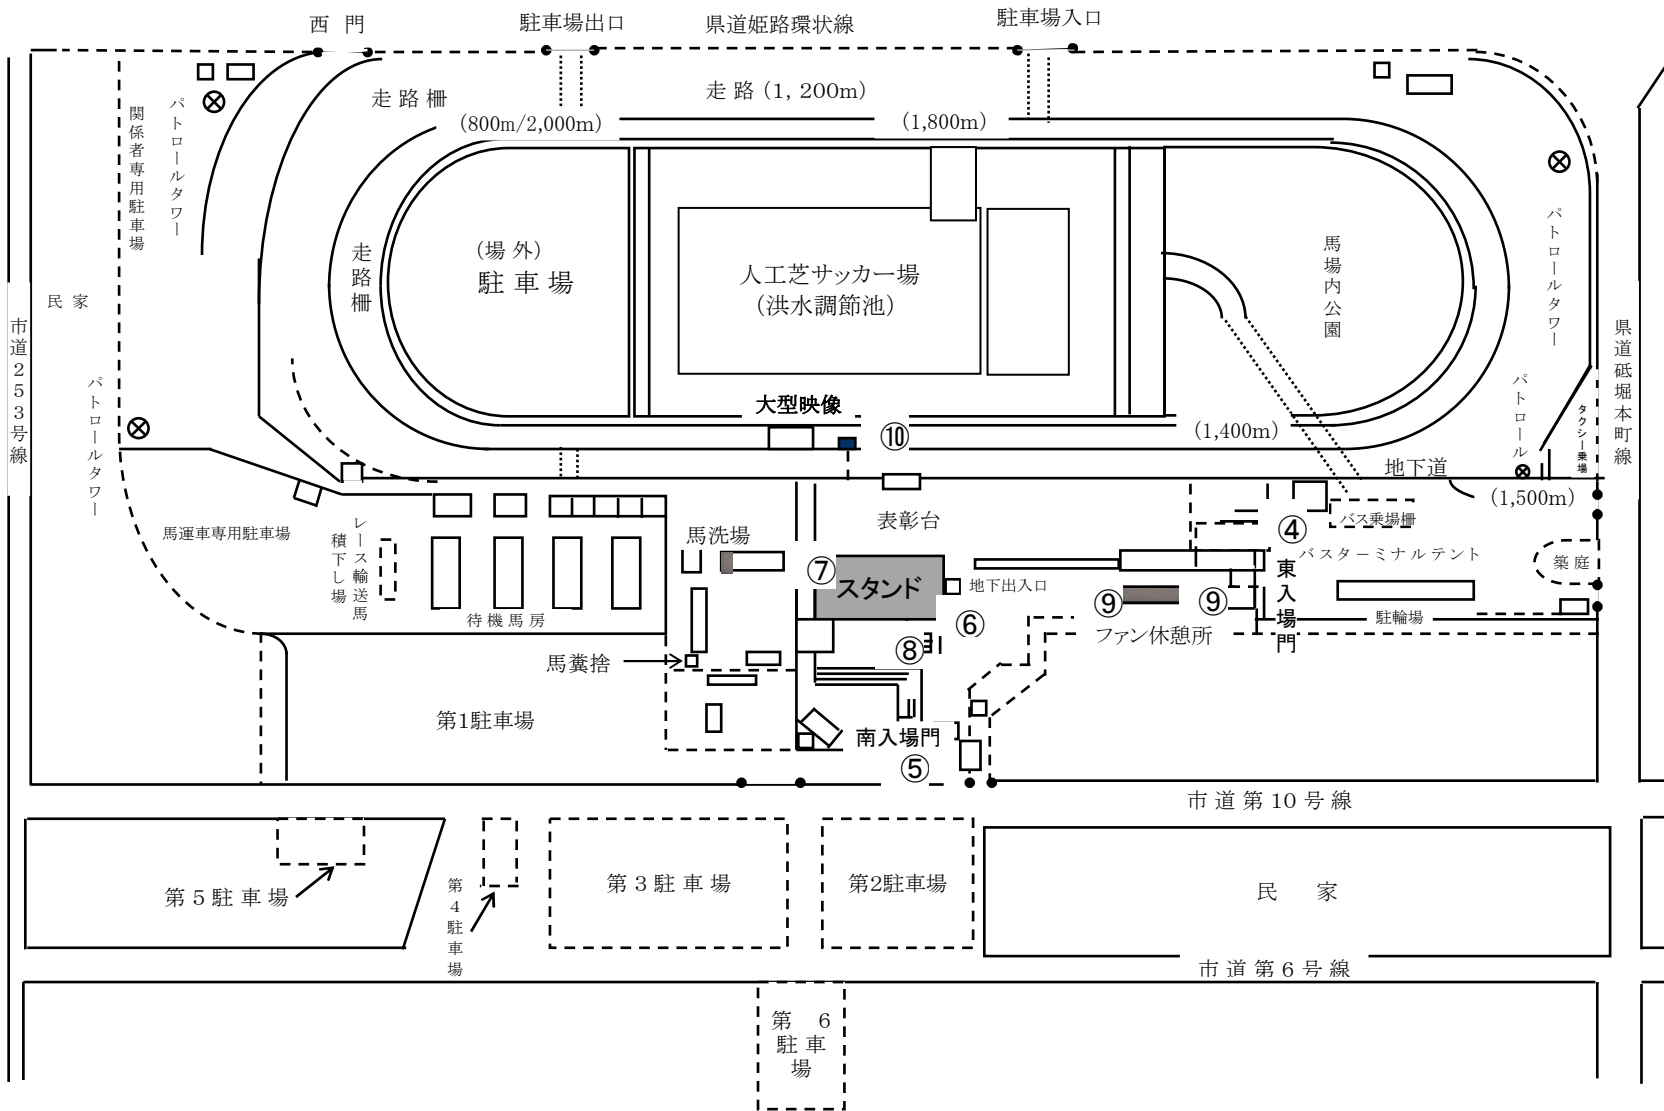 西 門
駐車場出口
県道姫路環状線
駐車場入口
走 路 柵
走 路 (1, 200m)
(800m/2,000m)
(1,800m)
関係者専用駐車場
パトロールタワー
走路柵
(場 外)
駐 車 場
人工芝サッカー場
(洪水調節池)
馬場内公園
パトロールタワー
民 家
市道253号線
県道砥堀本町線
パトロールタワー
大型映像
⑩
(1,400m)
パトロール
タクシー乗場
地下道
(1,500m)
表彰台
④
バス乗場柵
馬運車専用駐車場
レース輸送馬
積下し場
馬洗場
⑦
スタンド
地下出入口
バスターミナルテント
築 庭
東入場門
⑨
⑨
待 機 馬 房
⑥
ファン休憩所
駐輪場
⑧
馬糞捨
第1駐車場
南入場門
⑤
市 道 第 10 号 線
第 5 駐 車 場
第4駐車場
第 3 駐 車 場
第2駐車場
民 家
市 道 第 6 号 線
第 6
駐 車
場